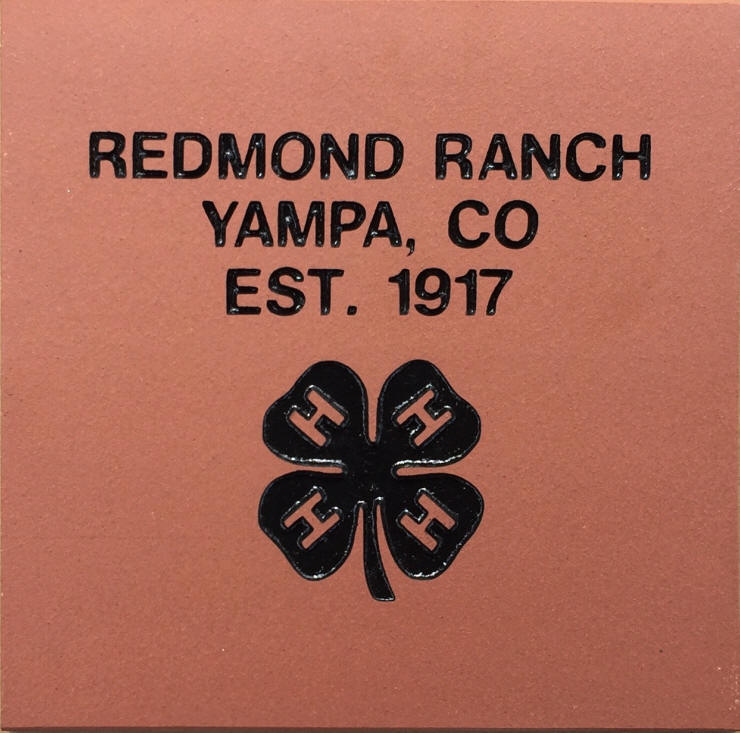 REDMOND RANCH
YAMPA, CO
EST. 1917
H H
H H